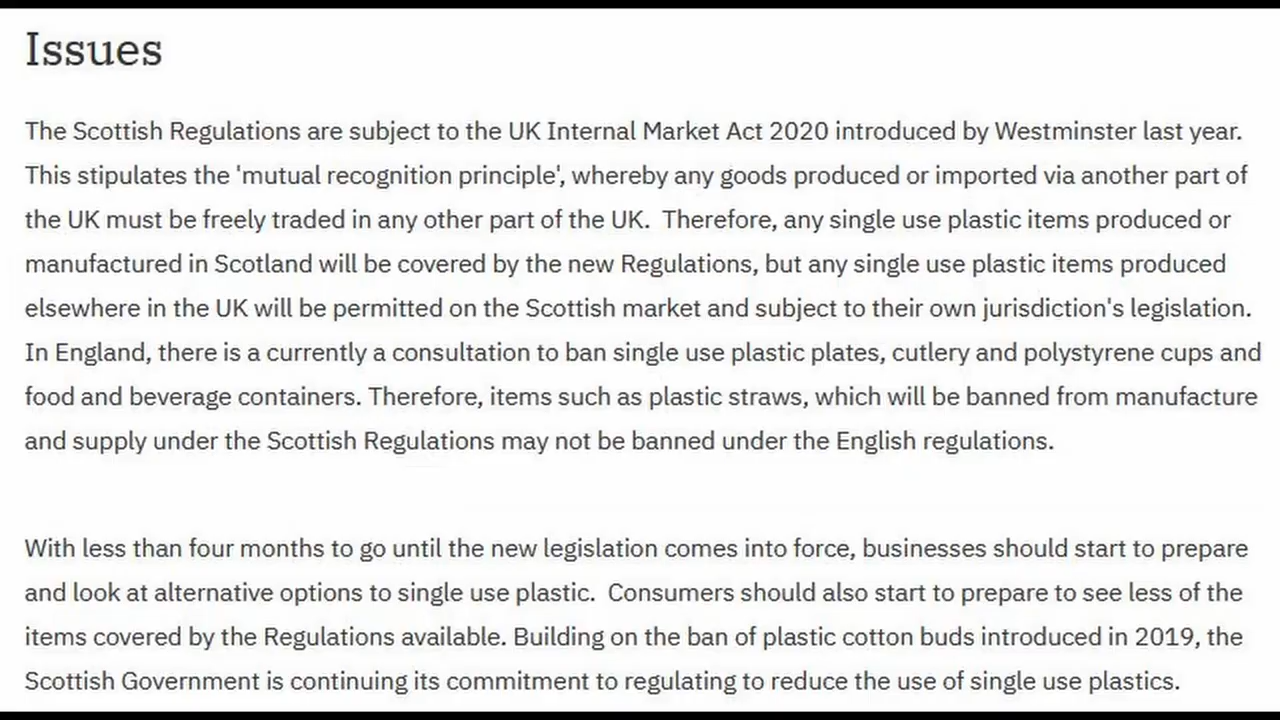 Issues
The Scottish Regulations are subject to the UK Internal Market Act 2020 introduced by Westminster last year.
This stipulates the 'mutual recognition principle', whereby any goods produced or imported via another part of
the UK must be freely traded in any other part of the UK.  Therefore, any single use plastic items produced or
manufactured in Scotland will be covered by the new Regulations, but any single use plastic items produced
elsewhere in the UK will be permitted on the Scottish market and subject to their own jurisdiction's legislation.
In England, there is a currently a consultation to ban single use plastic plates, cutlery and polystyrene cups and
food and beverage containers. Therefore, items such as plastic straws, which will be banned from manufacture
and supply under the Scottish Regulations may not be banned under the English regulations.
With less than four months to go until the new legislation comes into force, businesses should start to prepare
and look at alternative options to single use plastic.  Consumers should also start to prepare to see less of the
items covered by the Regulations available. Building on the ban of plastic cotton buds introduced in 2019, the
Scottish Government is continuing its commitment to regulating to reduce the use of single use plastics.